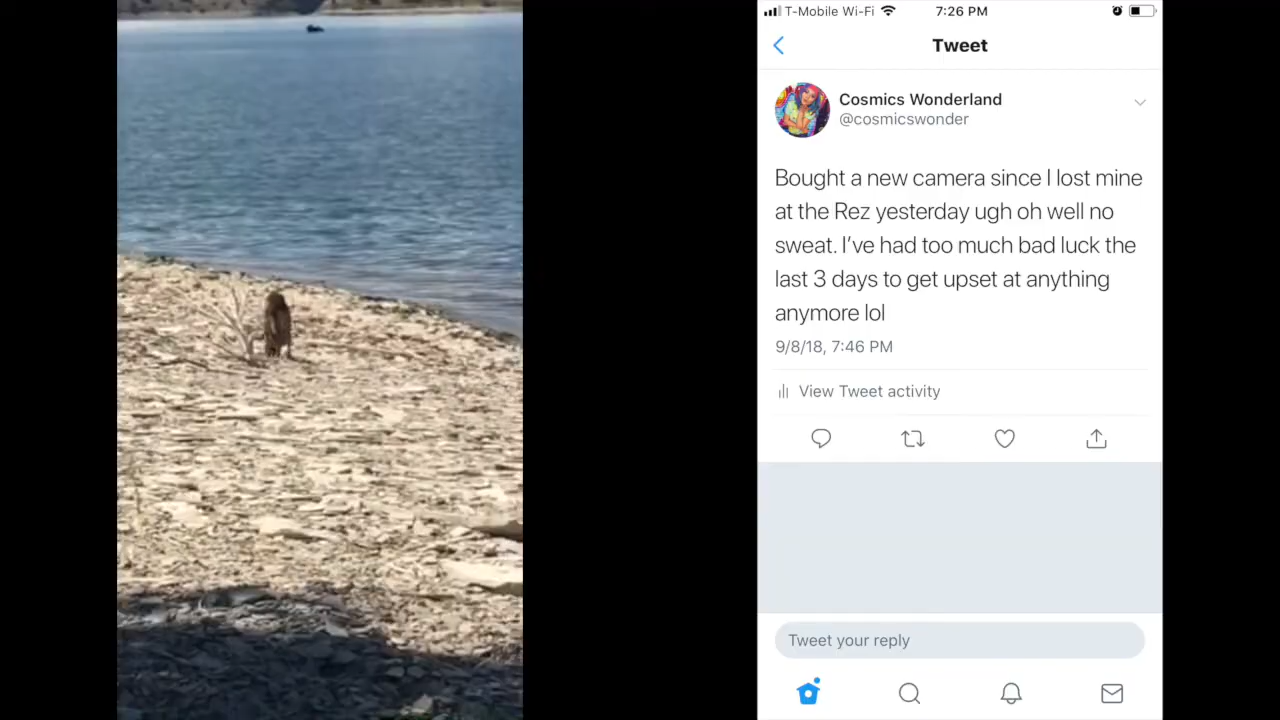 T-Mobile Wi-Fi 7:26 PM
Tweet
Cosmics Wonderland
@cosmicswonder
Bought a new camera since I lost mine
at the Rez yesterday ugh oh well no
sweat. I've had too much bad luck the
last 3 days to get upset at anything
anymore lol
9/8/18, 7:46 PM
View Tweet activity
Tweet your reply